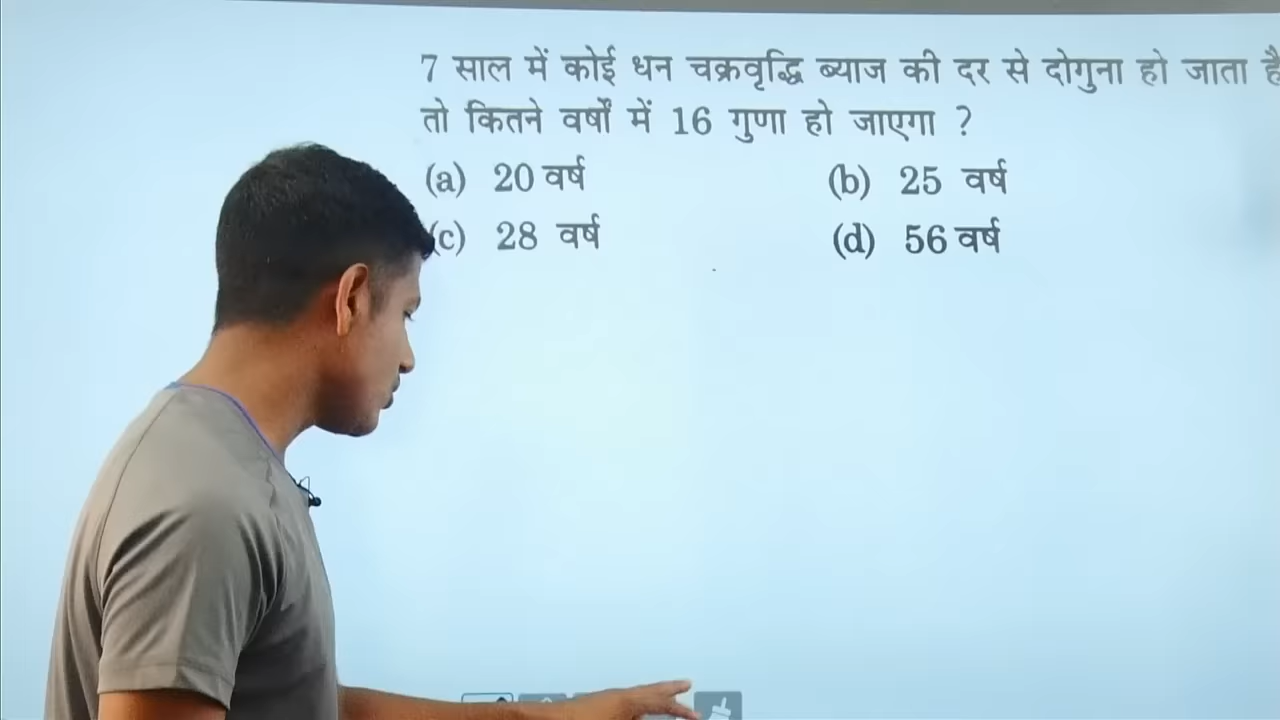 7 साल में कोई धन चक्रवृद्धि ब्याज की दर से दोगुना हो जाता है
तो कितने वर्षों में 16 गुणा हो जाएगा ?
(a) 20 वर्ष (b) 25 वर्ष
(c) 28 वर्ष (d) 56 वर्ष